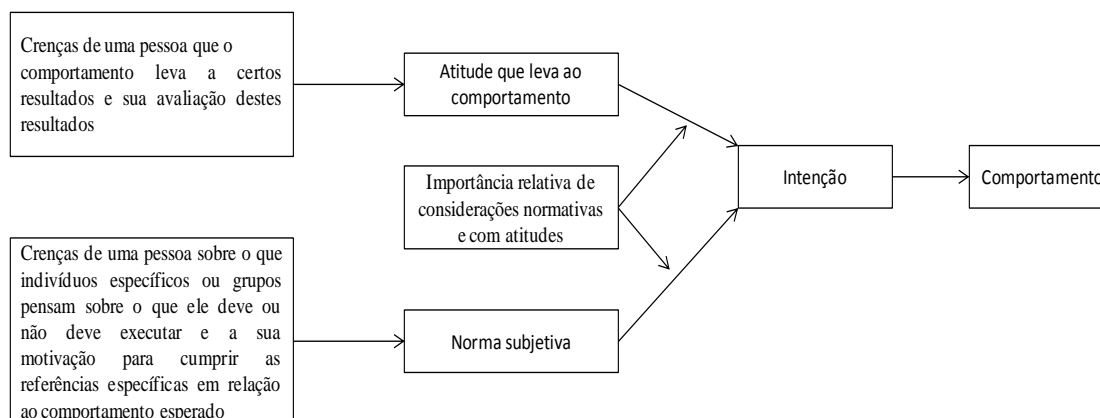 Crenças de uma pessoa que o
comportamento leva a certos
resultados e sua avaliação destes
resultados
Atitude que leva ao
comportamento
Importância relativa de
considerações normativas
e com atitudes
Intenção
Comportamento
Crenças de uma pessoa sobre o que
indivíduos específicos ou grupos
pensam sobre o que ele deve ou
não deve executar e a sua
motivação para cumprir as
referências específicas em relação
ao comportamento esperado
Norma subjetiva